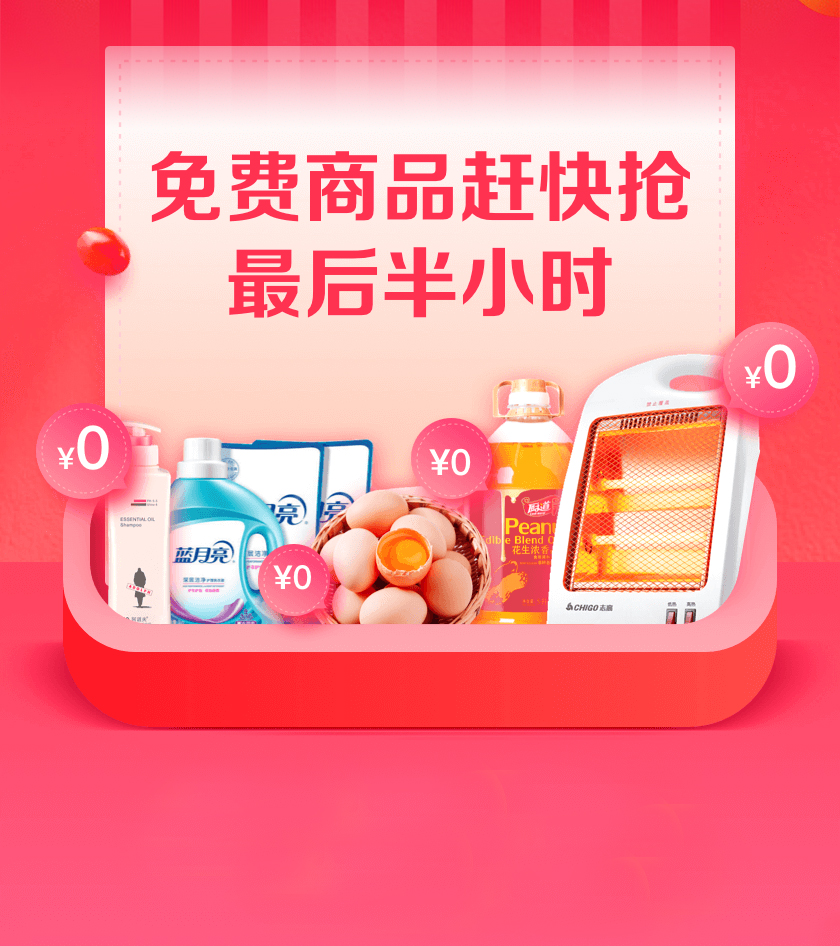 免费商品赶快抢
最后半小时
¥0
¥0
¥0
¥0
ESSENTIAL OIL
Shampoo
蓝月亮
亮
亮
Peanu
Edible Blend O
花生浓香
CHIGO 志高